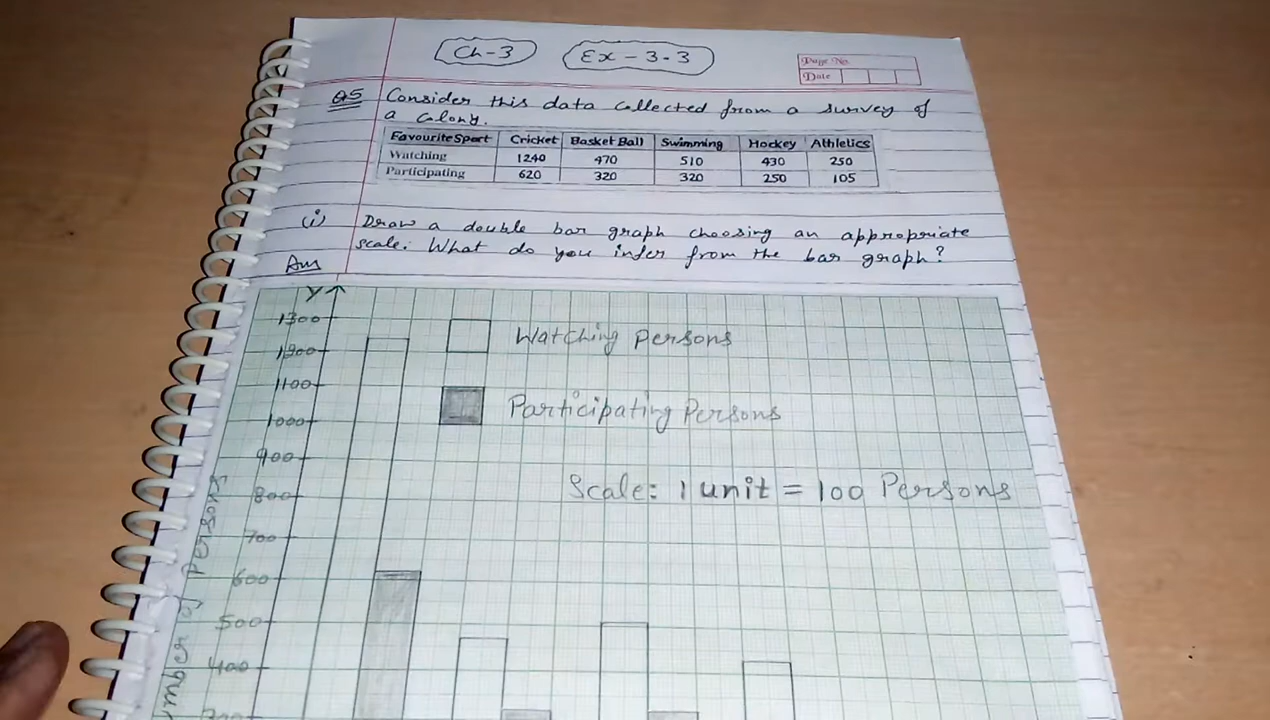 Ch-3 Ex-3.3
Page No.
Date
Q5 Consider this data collected from a survey of
a colony.
Favourite Sport Cricket Basket Ball Swimming Hockey Athletics
Watching 1240 470 510 430 250
Participating 620 320 320 250 105
(i) Draw a double bar graph choosing an appropriate
scale. What do you infer from the bar graph?
Ans
Y
1300 Watching Persons
1200
1100
Participating Persons
1000
900
800 Scale: 1 unit = 100 Persons
700
600
500
400
of Persons